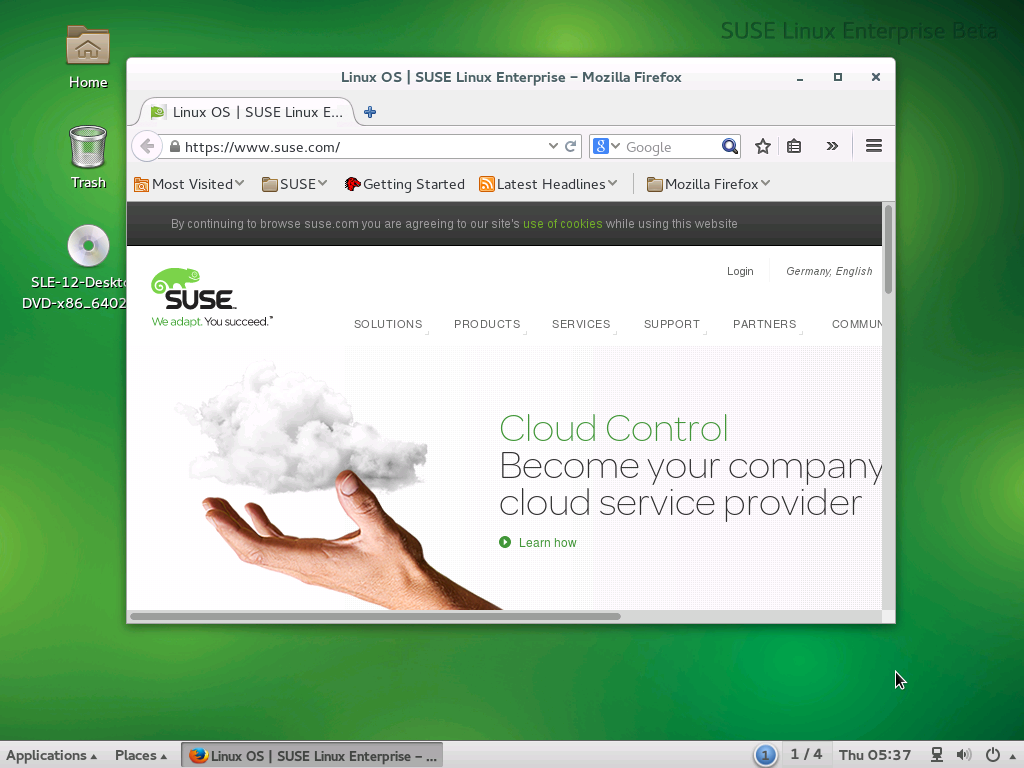 SUSE Linux Enterprise Beta
Home
Trash
SLE-12-Deskto
DVD-x86_6402
Linux OS | SUSE Linux Enterprise – Mozilla Firefox
Linux OS | SUSE Linux E...
https://www.suse.com/
8
Google
Most Visited
SUSE
Getting Started
Latest Headlines
Mozilla Firefox
By continuing to browse suse.com you are agreeing to our site's use of cookies while using this website
Login
Germany, English
SUSE
We adapt. You succeed.™
SOLUTIONS
PRODUCTS
SERVICES
SUPPORT
PARTNERS
COMMUN
Cloud Control
Become your company
cloud service provider
Learn how
Applications
Places
Linux OS | SUSE Linux Enterprise – ...
1
1 / 4
Thu 05:37